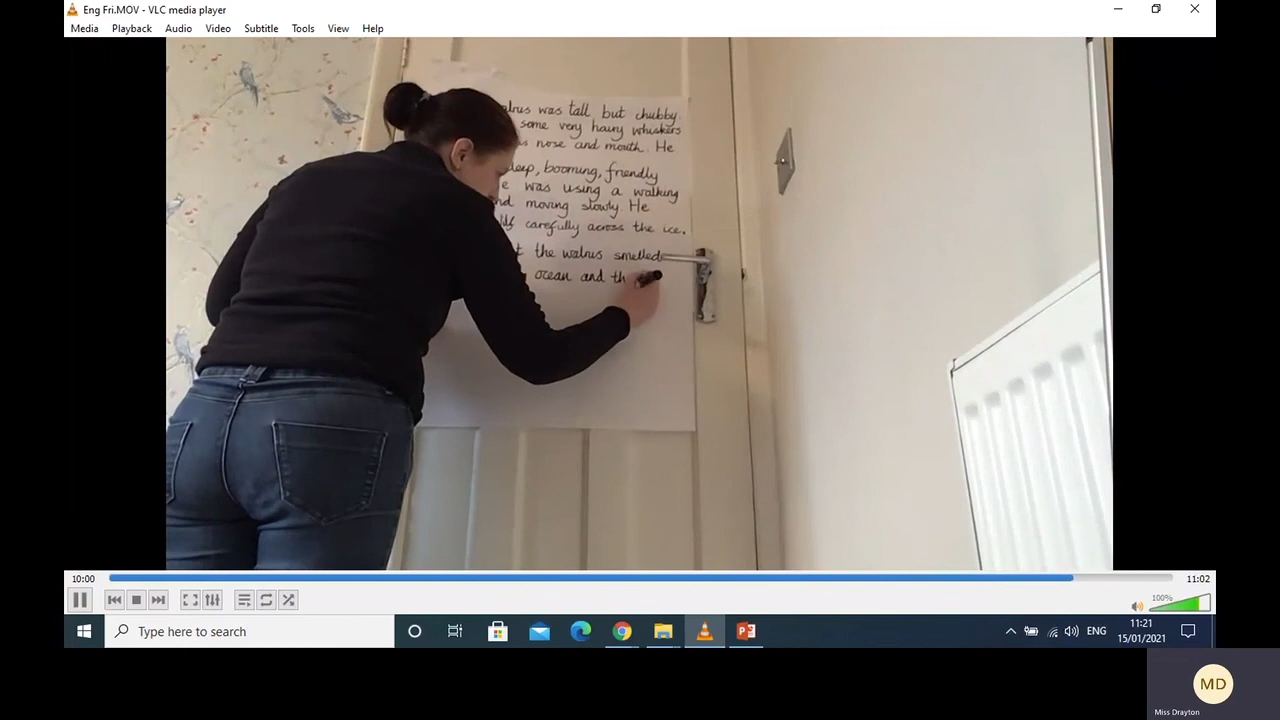 Eng Fri.MOV - VLC media player
Media Playback Audio Video Subtitle Tools View Help
was tall but chubby.
some very hairy whiskers
nose and mouth. He
deep, booming, friendly
was using a walking
moving slowly. He
carefully across the ice.
the walrus smelled
ocean and th
10:00
11:02
100%
Type here to search
ENG
11:21
15/01/2021
MD
Miss Drayton